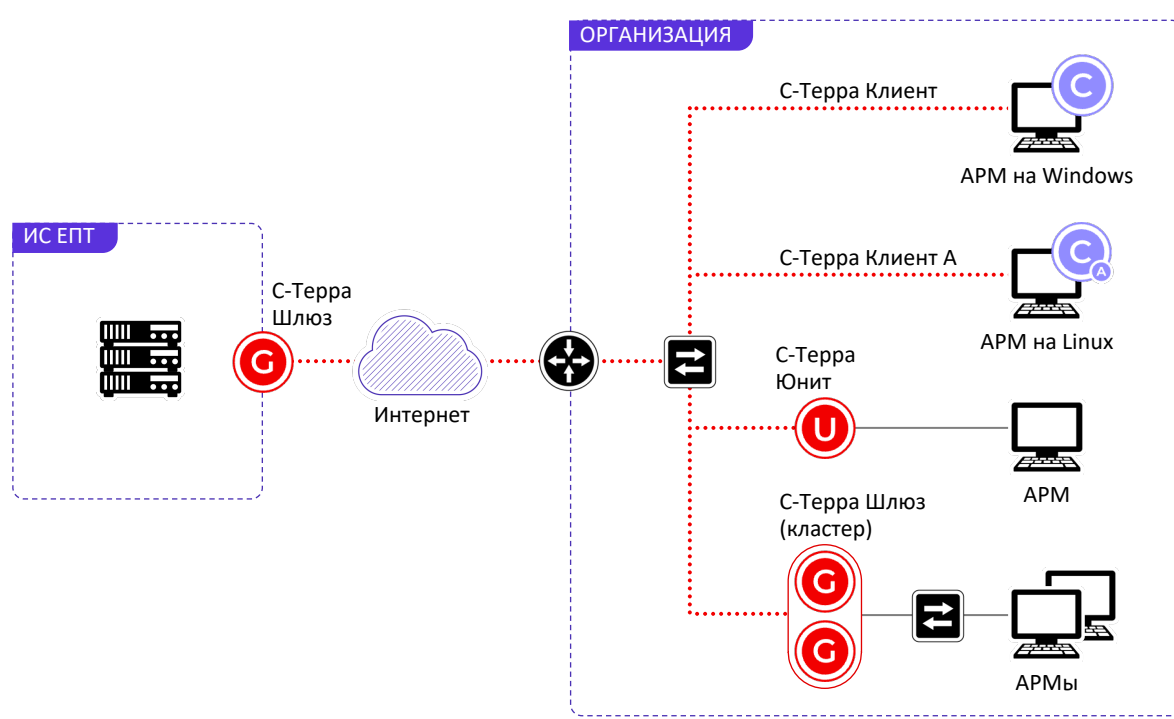 ОРГАНИЗАЦИЯ
С-Терра Клиент
C
АРМ на Windows
ИС ЕПТ
С-Терра Клиент А
C
A
АРМ на Linux
С-Терра
Шлюз
G
Интернет
С-Терра
Юнит
U
АРМ
С-Терра Шлюз
(кластер)
G
G
АРМы